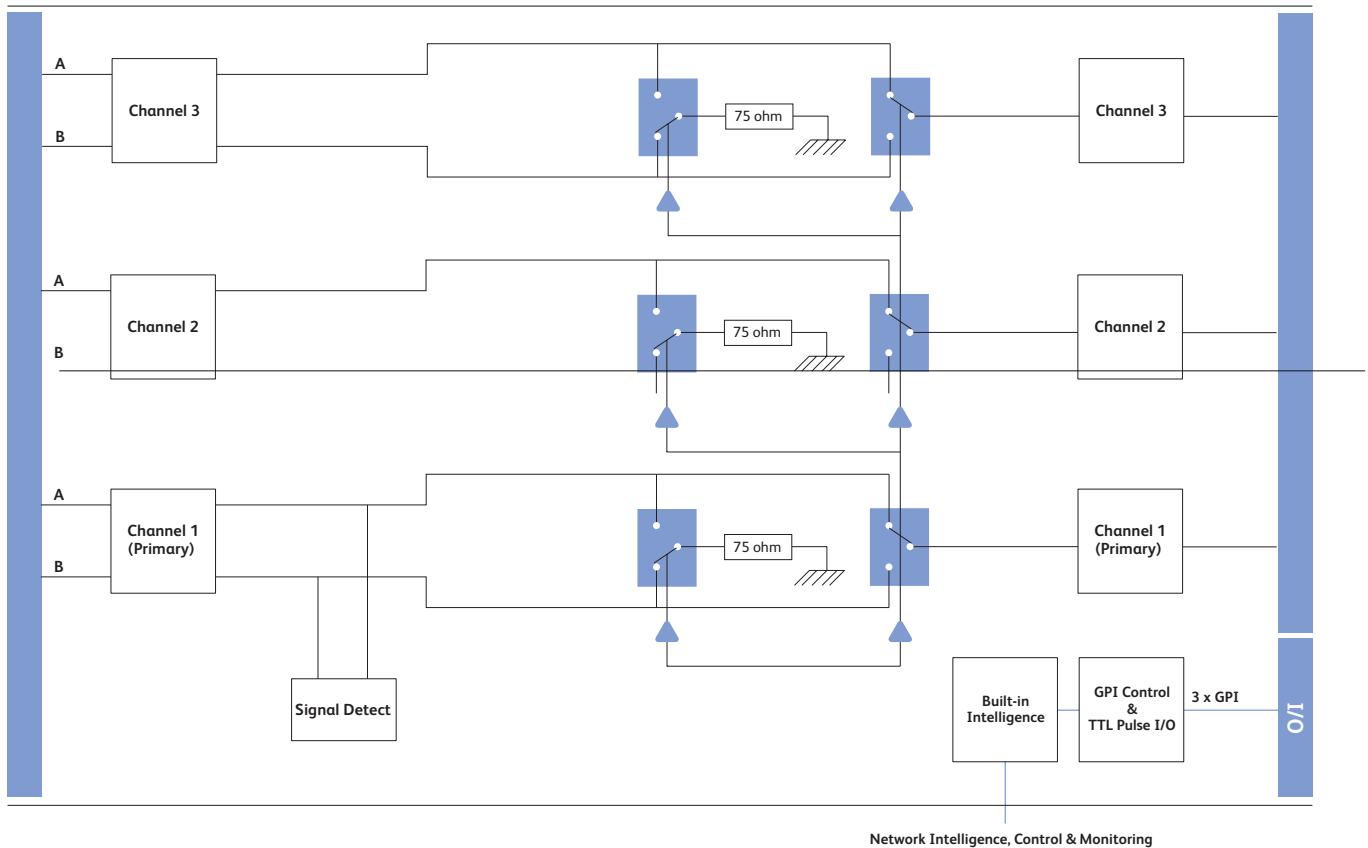 A
Channel 3
B
75 ohm
Channel 3
A
Channel 2
B
75 ohm
Channel 2
A
Channel 1
(Primary)
B
75 ohm
Channel 1
(Primary)
Signal Detect
Built-in
Intelligence
GPI Control
&
TTL Pulse I/O
3 x GPI
I/O
Network Intelligence, Control & Monitoring